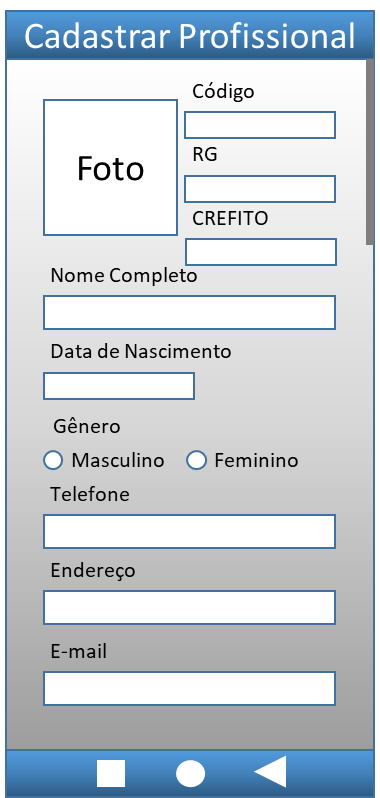 Cadastrar Profissional
Código
Foto
RG
CREFITO
Nome Completo
Data de Nascimento
Gênero
Masculino Feminino
Telefone
Endereço
E-mail